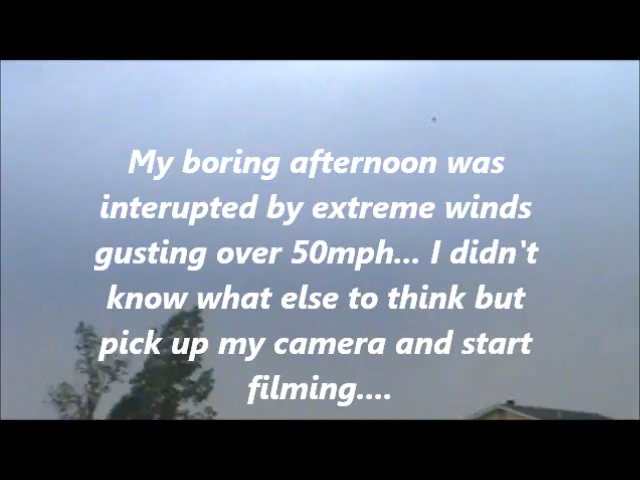 My boring afternoon was
interupted by extreme winds
gusting over 50mph... I didn't
know what else to think but
pick up my camera and start
filming....